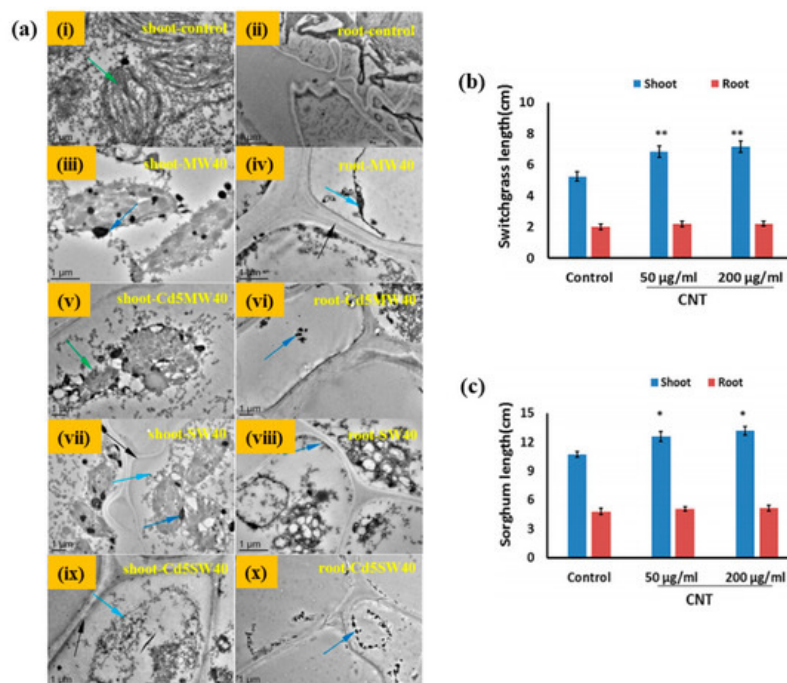 (a)
(i) shoot-control
1 µm
(ii) root-control
(iii) shoot-MW40
1 µm
(iv) root-MW40
1 µm
(v) shoot-Cd5MW40
1 µm
(vi) root-Cd5MW40
1 µm
(vii) shoot-SW40
1 µm
(viii) root-SW40
1 µm
(ix) shoot-Cd5SW40
1 µm
(x) root-Cd5SW40
1 µm
(b)
Shoot Root
Switchgrass length(cm)
10
8
6
4
2
0
** **
Control 50 µg/ml 200 µg/ml
CNT
(c)
Shoot Root
Sorghum length(cm)
15
12
9
6
3
0
* *
Control 50 µg/ml 200 µg/ml
CNT